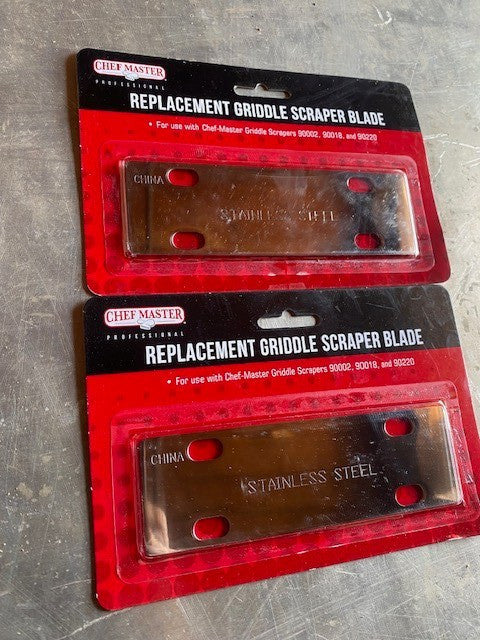 CHEF MASTER
PROFESSIONAL
REPLACEMENT GRIDDLE SCRAPER BLADE
• For use with Chef-Master Griddle Scrapers 90002, 90018, and 90220
CHINA
STAINLESS STEEL
CHEF MASTER
PROFESSIONAL
REPLACEMENT GRIDDLE SCRAPER BLADE
• For use with Chef-Master Griddle Scrapers 90002, 90018, and 90220
CHINA
STAINLESS STEEL